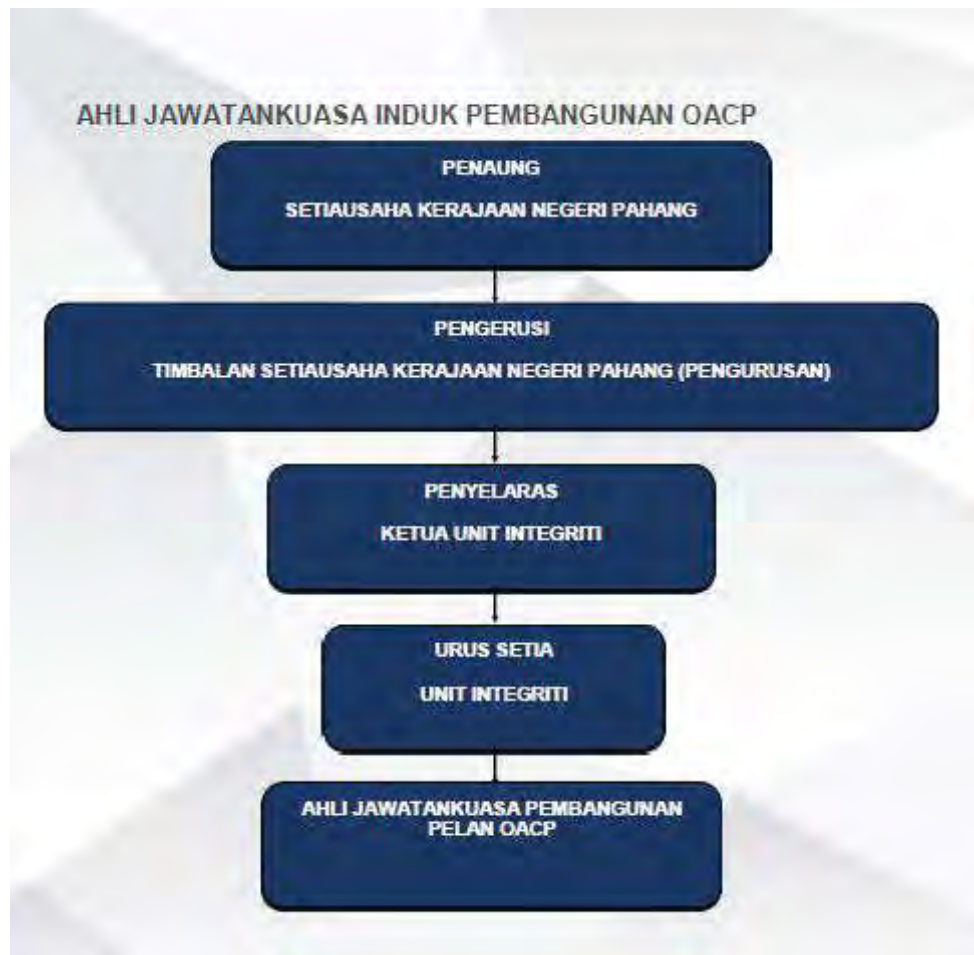 AHLI JAWATANKUASA INDUK PEMBANGUNAN OACP
PENAUNG
SETIAUSAHA KERAJAAN NEGERI PAHANG
PENGERUSI
TIMBALAN SETIAUSAHA KERAJAAN NEGERI PAHANG (PENGURUSAN)
PENYELARAS
KETUA UNIT INTEGRITI
URUS SETIA
UNIT INTEGRITI
AHLI JAWATANKUASA PEMBANGUNAN
PELAN OACP